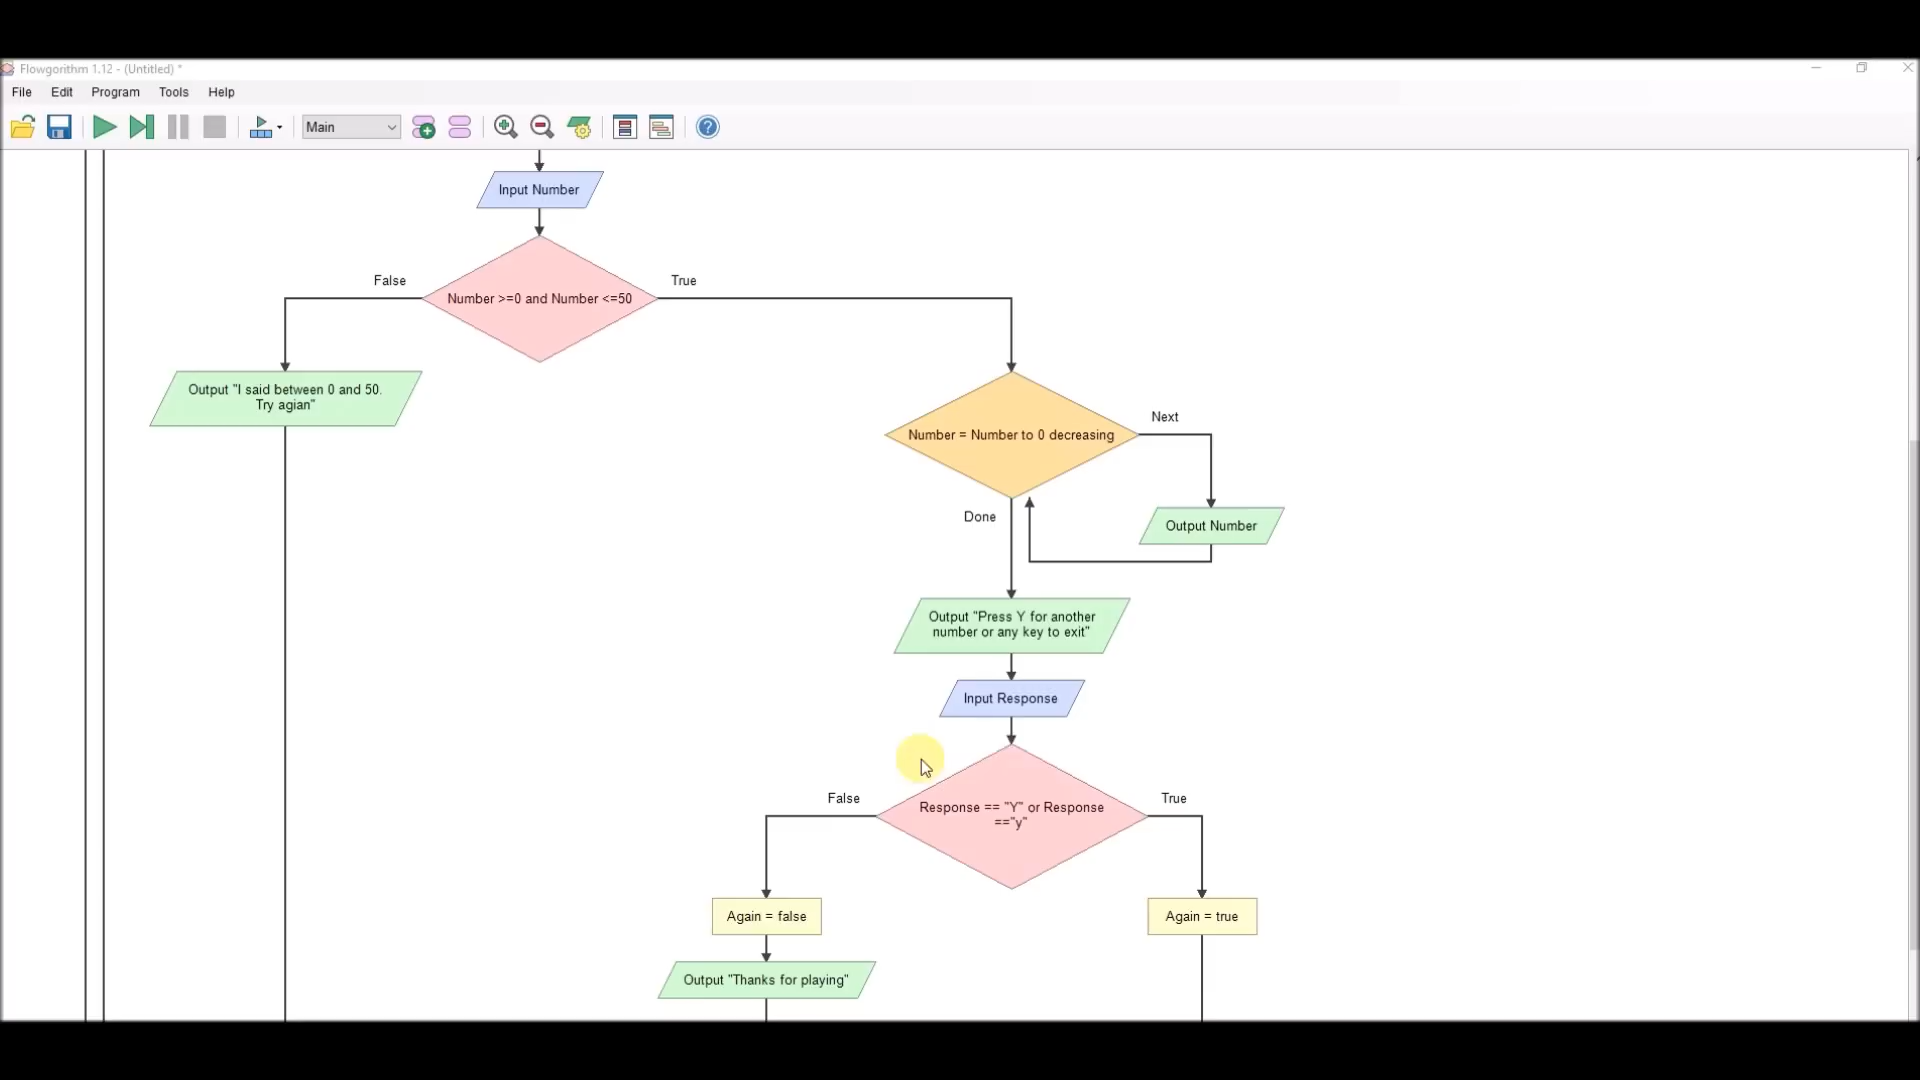 Flowgorithm 1.12 - (Untitled) *
File Edit Program Tools Help
Main
Input Number
False
True
Number >=0 and Number <=50
Output "I said between 0 and 50.
Try agian"
Next
Number = Number to 0 decreasing
Done
Output Number
Output "Press Y for another
number or any key to exit"
Input Response
False
True
Response == "Y" or Response
=="y"
Again = false
Again = true
Output "Thanks for playing"